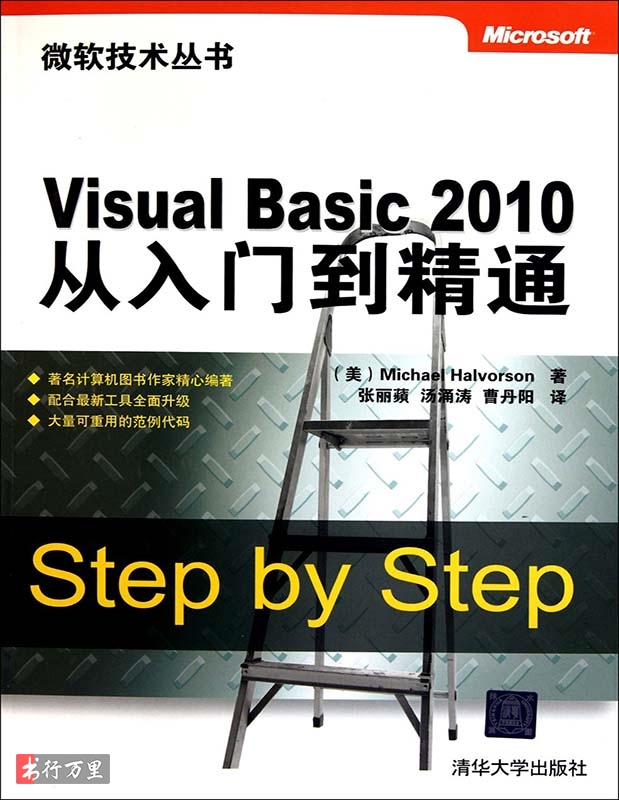 Microsoft
微软技术丛书
Visual Basic 2010
从入门到精通
（美）Michael Halvorson 著
张丽蘋 汤涌涛 曹丹阳 译
◆ 著名计算机图书作家精心编著
◆ 配合最新工具全面升级
◆ 大量可重用的范例代码
Step by Step
书行万里
清华大学出版社